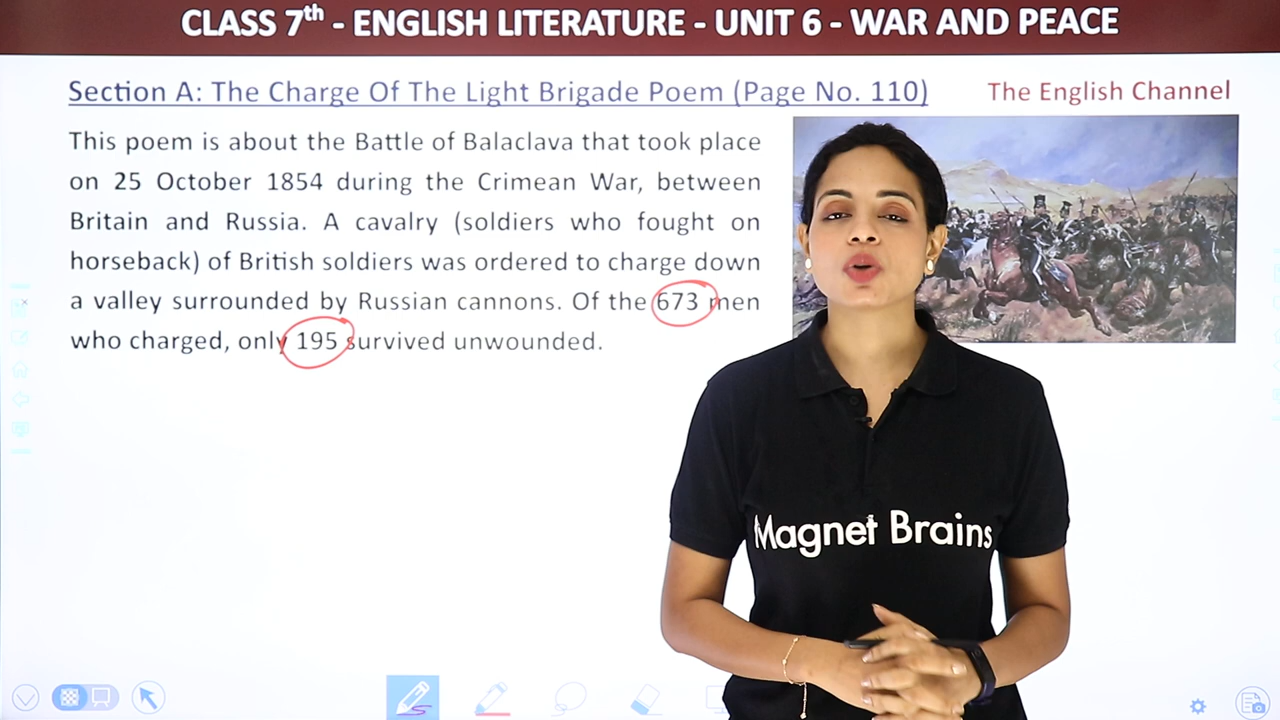 CLASS 7th - ENGLISH LITERATURE - UNIT 6 - WAR AND PEACE
Section A: The Charge Of The Light Brigade Poem (Page No. 110)
The English Channel
This poem is about the Battle of Balaclava that took place
on 25 October 1854 during the Crimean War, between
Britain and Russia. A cavalry (soldiers who fought on
horseback) of British soldiers was ordered to charge down
a valley surrounded by Russian cannons. Of the 673 men
who charged, only 195 survived unwounded.
Magnet Brains